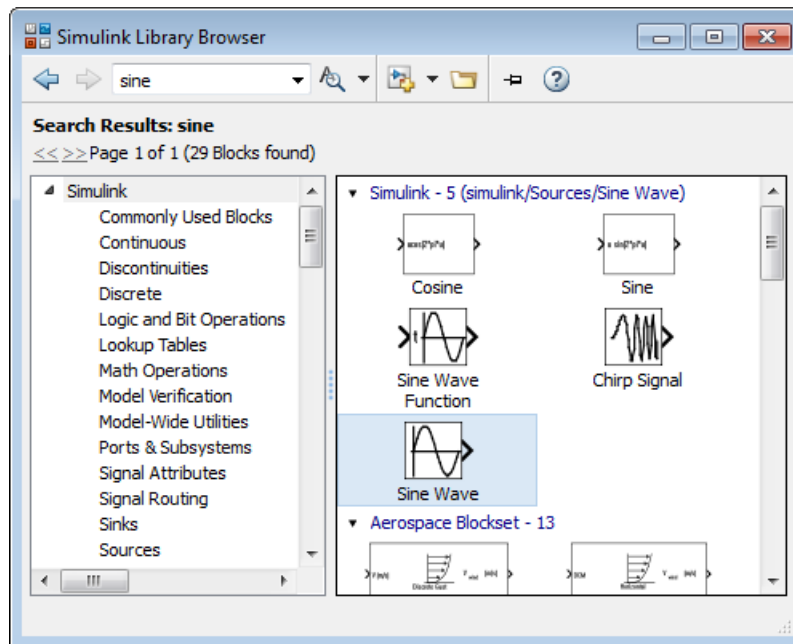 Simulink Library Browser
sine
Search Results: sine
<< >> Page 1 of 1 (29 Blocks found)
Simulink
Commonly Used Blocks
Continuous
Discontinuities
Discrete
Logic and Bit Operations
Lookup Tables
Math Operations
Model Verification
Model-Wide Utilities
Ports & Subsystems
Signal Attributes
Signal Routing
Sinks
Sources
Simulink - 5 (simulink/Sources/Sine Wave)
Cosine
Sine
t
Sine Wave
Function
Chirp Signal
Sine Wave
Aerospace Blockset - 13